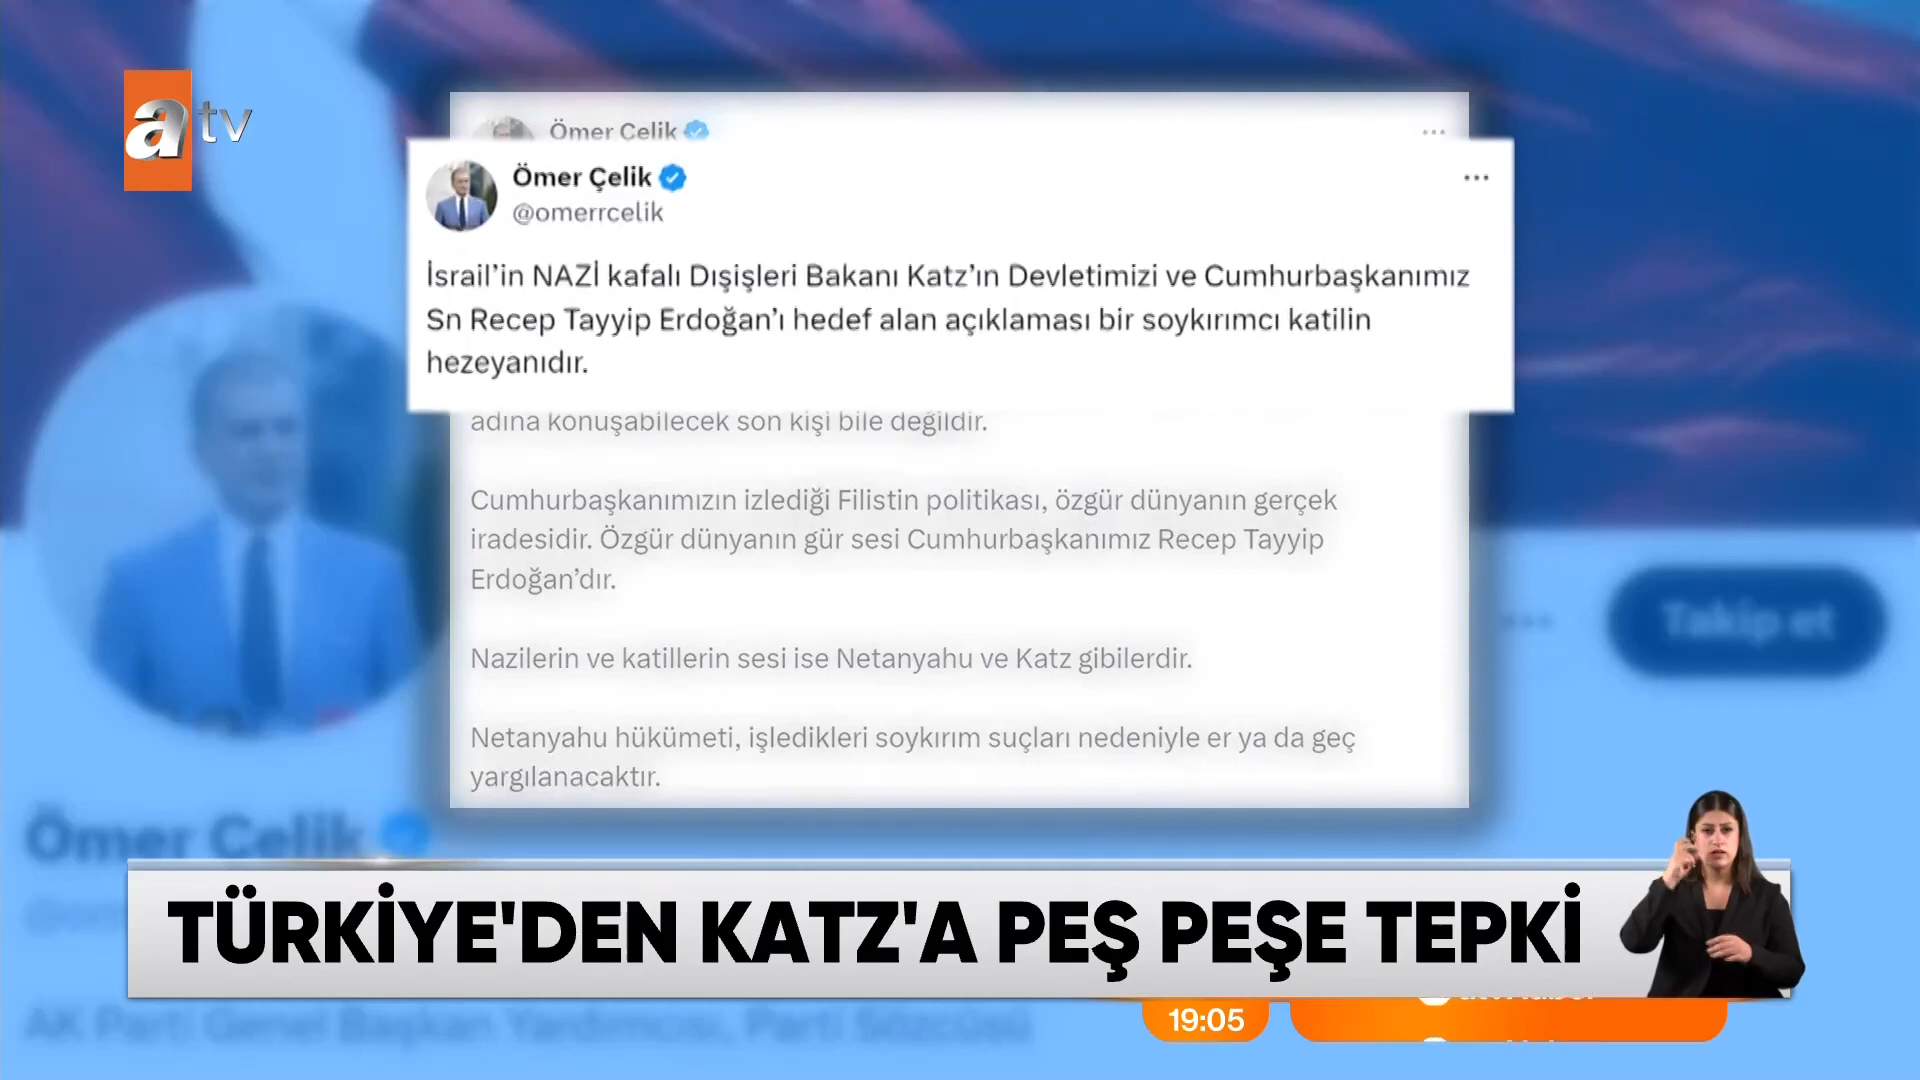 atv
Ömer Çelik
Ömer Çelik
@omerrcelik
İsrail’in NAZİ kafalı Dışişleri Bakanı Katz’ın Devletimizi ve Cumhurbaşkanımız
Sn Recep Tayyip Erdoğan’ı hedef alan açıklaması bir soykırımcı katilin
hezeyanıdır.
adına konuşabilecek son kişi bile değildir.
Cumhurbaşkanımızın izlediği Filistin politikası, özgür dünyanın gerçek
iradesidir. Özgür dünyanın gür sesi Cumhurbaşkanımız Recep Tayyip
Erdoğan’dır.
Nazilerin ve katillerin sesi ise Netanyahu ve Katz gibilerdir.
Netanyahu hükümeti, işledikleri soykırım suçları nedeniyle er ya da geç
yargılanacaktır.
Takip et
Ömer Çelik
TÜRKİYE'DEN KATZ'A PEŞ PEŞE TEPKİ
AK Parti Genel Başkan Yardımcısı, Parti Sözcüsü
19:05